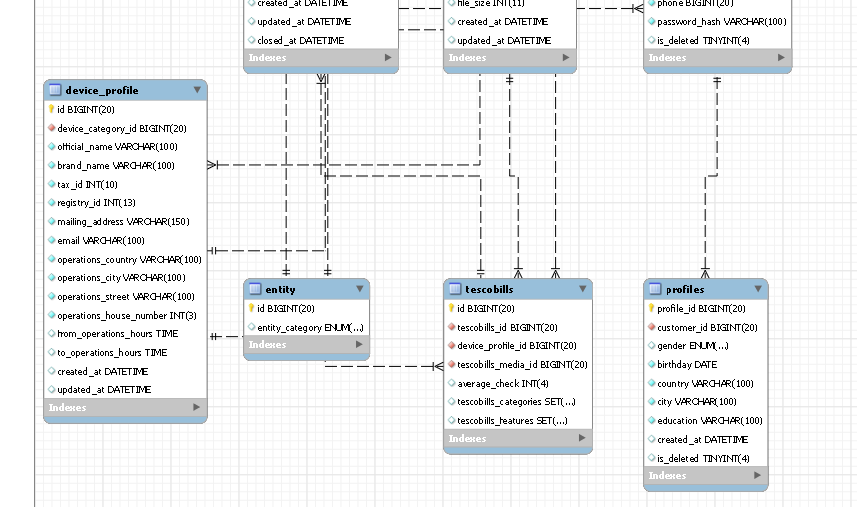 created_at DATETIME
updated_at DATETIME
closed_at DATETIME
Indexes
file_size INT(11)
created_at DATETIME
updated_at DATETIME
Indexes
phone BIGINT(20)
password_hash VARCHAR(100)
is_deleted TINYINT(4)
Indexes
device_profile
id BIGINT(20)
device_category_id BIGINT(20)
official_name VARCHAR(100)
brand_name VARCHAR(100)
tax_id INT(10)
registry_id INT(13)
mailing_address VARCHAR(150)
email VARCHAR(100)
operations_country VARCHAR(100)
operations_city VARCHAR(100)
operations_street VARCHAR(100)
operations_house_number INT(3)
from_operations_hours TIME
to_operations_hours TIME
created_at DATETIME
updated_at DATETIME
Indexes
entity
id BIGINT(20)
entity_category ENUM(...)
Indexes
tescobills
id BIGINT(20)
tescobills_id BIGINT(20)
device_profile_id BIGINT(20)
tescobills_media_id BIGINT(20)
average_check INT(4)
tescobills_categories SET(...)
tescobills_features SET(...)
Indexes
profiles
profile_id BIGINT(20)
customer_id BIGINT(20)
gender ENUM(...)
birthday DATE
country VARCHAR(100)
city VARCHAR(100)
education VARCHAR(100)
created_at DATETIME
is_deleted TINYINT(4)
Indexes